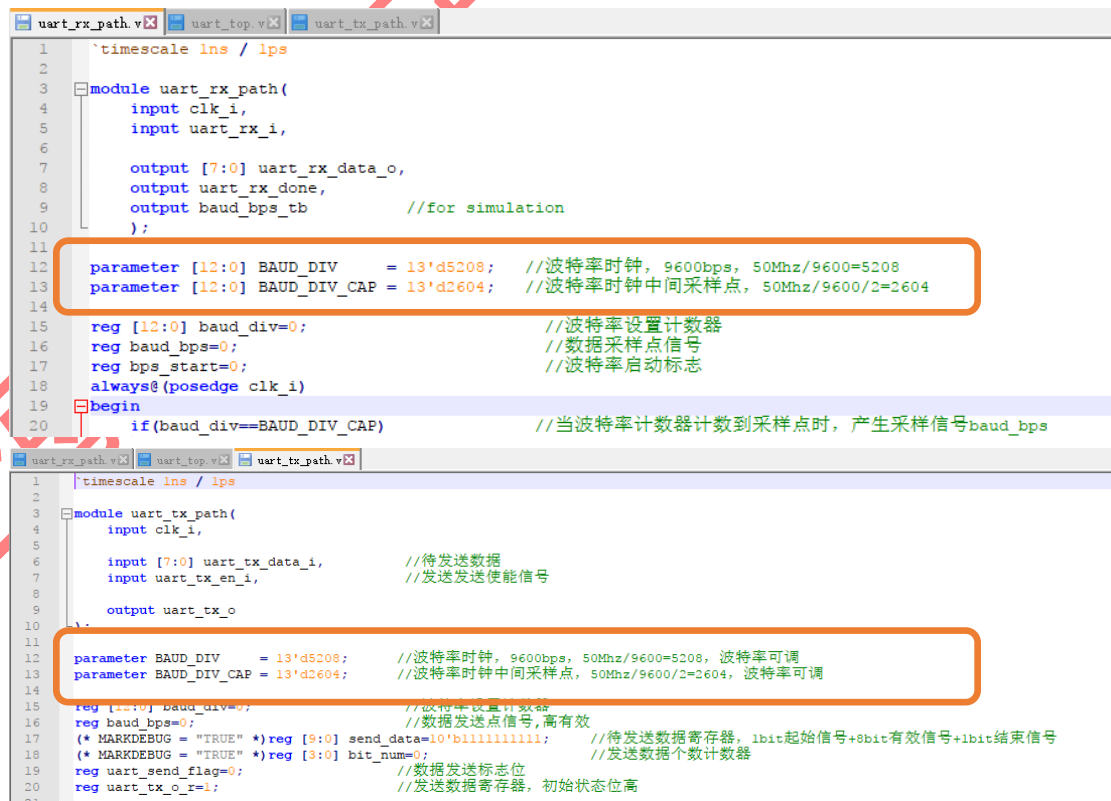 uart_rx_path.v uart_top.v uart_tx_path.v
1 `timescale 1ns / 1ps
2
3 module uart_rx_path(
4 input clk_i,
5 input uart_rx_i,
6
7 output [7:0] uart_rx_data_o,
8 output uart_rx_done,
9 output baud_bps_tb //for simulation
10 );
11
12 parameter [12:0] BAUD_DIV = 13'd5208; //波特率时钟，9600bps，50Mhz/9600=5208
13 parameter [12:0] BAUD_DIV_CAP = 13'd2604; //波特率时钟中间采样点，50Mhz/9600/2=2604
14
15 reg [12:0] baud_div=0; //波特率设置计数器
16 reg baud_bps=0; //数据采样点信号
17 reg bps_start=0; //波特率启动标志
18 always@(posedge clk_i)
19 begin
20 if(baud_div==BAUD_DIV_CAP) //当波特率计数器计数到采样点时，产生采样信号baud_bps
uart_rx_path.v uart_top.v uart_tx_path.v
1 `timescale 1ns / 1ps
2
3 module uart_tx_path(
4 input clk_i,
5
6 input [7:0] uart_tx_data_i, //待发送数据
7 input uart_tx_en_i, //发送发送使能信号
8
9 output uart_tx_o
10 );
11
12 parameter BAUD_DIV = 13'd5208; //波特率时钟，9600bps，50Mhz/9600=5208，波特率可调
13 parameter BAUD_DIV_CAP = 13'd2604; //波特率时钟中间采样点，50Mhz/9600/2=2604，波特率可调
14
15 reg [12:0] baud_div=0; //波特率设置计数器
16 reg baud_bps=0; //数据发送点信号,高有效
17 (* MARKDEBUG = "TRUE" *)reg [9:0] send_data=10'b1111111111; //待发送数据寄存器，1bit起始信号+8bit有效信号+1bit结束信号
18 (* MARKDEBUG = "TRUE" *)reg [3:0] bit_num=0; //发送数据个数计数器
19 reg uart_send_flag=0; //数据发送标志位
20 reg uart_tx_o_r=1; //发送数据寄存器，初始状态位高